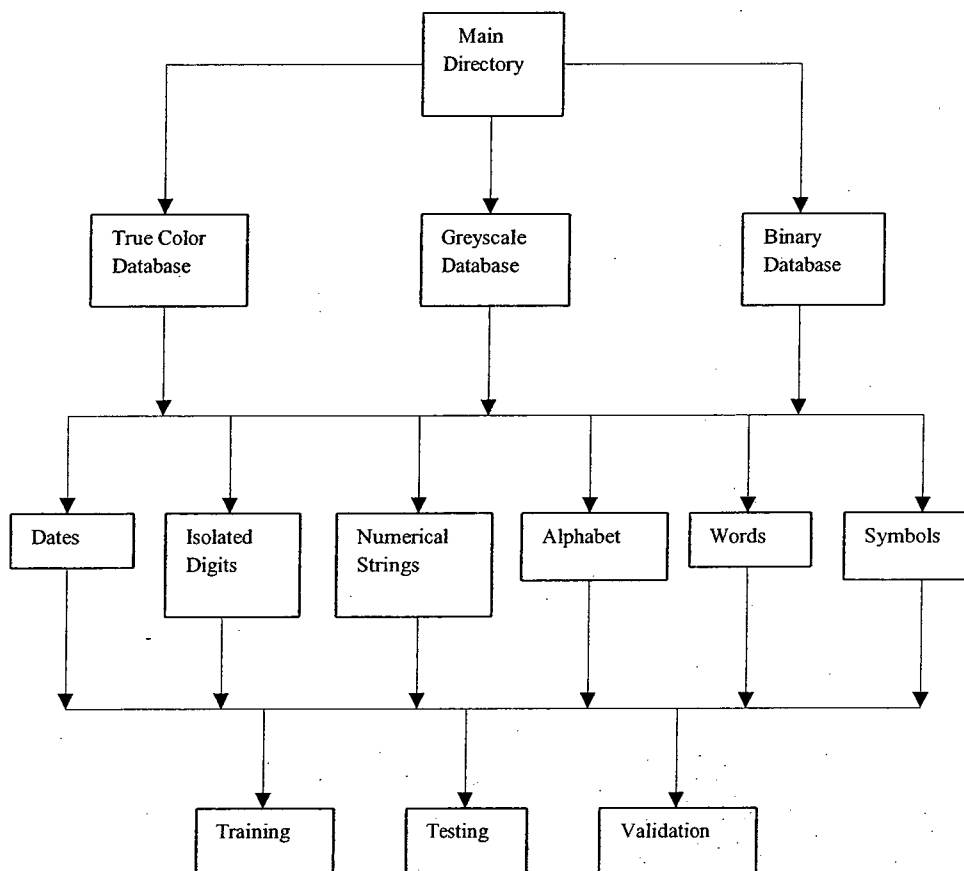 Main
Directory
True Color
Database
Greyscale
Database
Binary
Database
Dates
Isolated
Digits
Numerical
Strings
Alphabet
Words
Symbols
Training
Testing
Validation